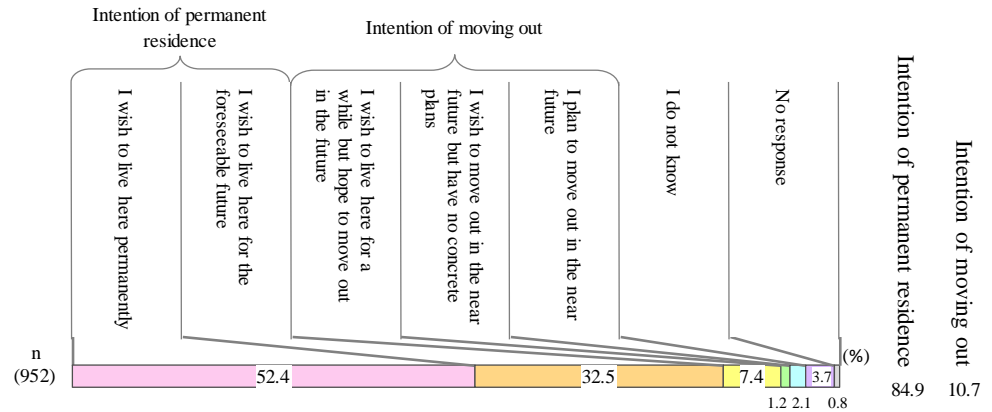 Intention of permanent
residence
Intention of moving out
I wish to live here permanently
I wish to live here for the
foreseeable future
I wish to live here for a
while but hope to move out
in the future
I wish to move out in the near
future but have no concrete
plans
I plan to move out in the near
future
I do not know
No response
Intention of permanent residence
Intention of moving out
n
(%)
(952)
52.4
32.5
7.4
3.7
84.9
10.7
1.2
2.1
0.8